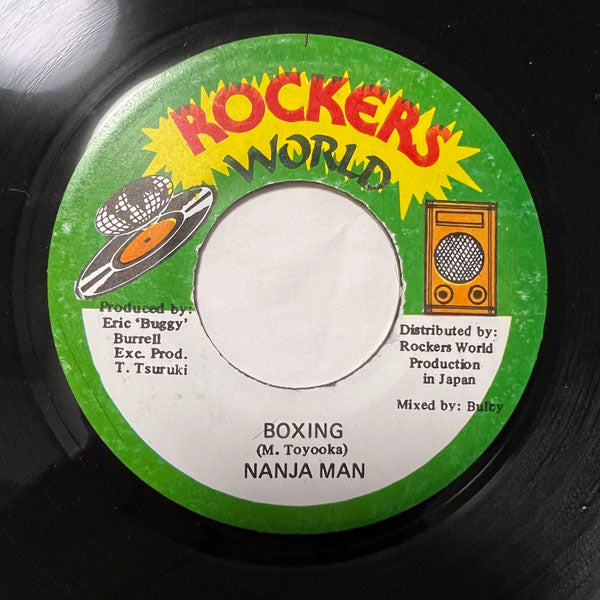 ROCKERS
WORLD
Produced by:
Eric ‘Buggy’
Burrell
Exc. Prod.
T. Tsuruki
Distributed by:
Rockers World
Production
in Japan
Mixed by: Bulby
BOXING
(M. Toyooka)
NANJA MAN